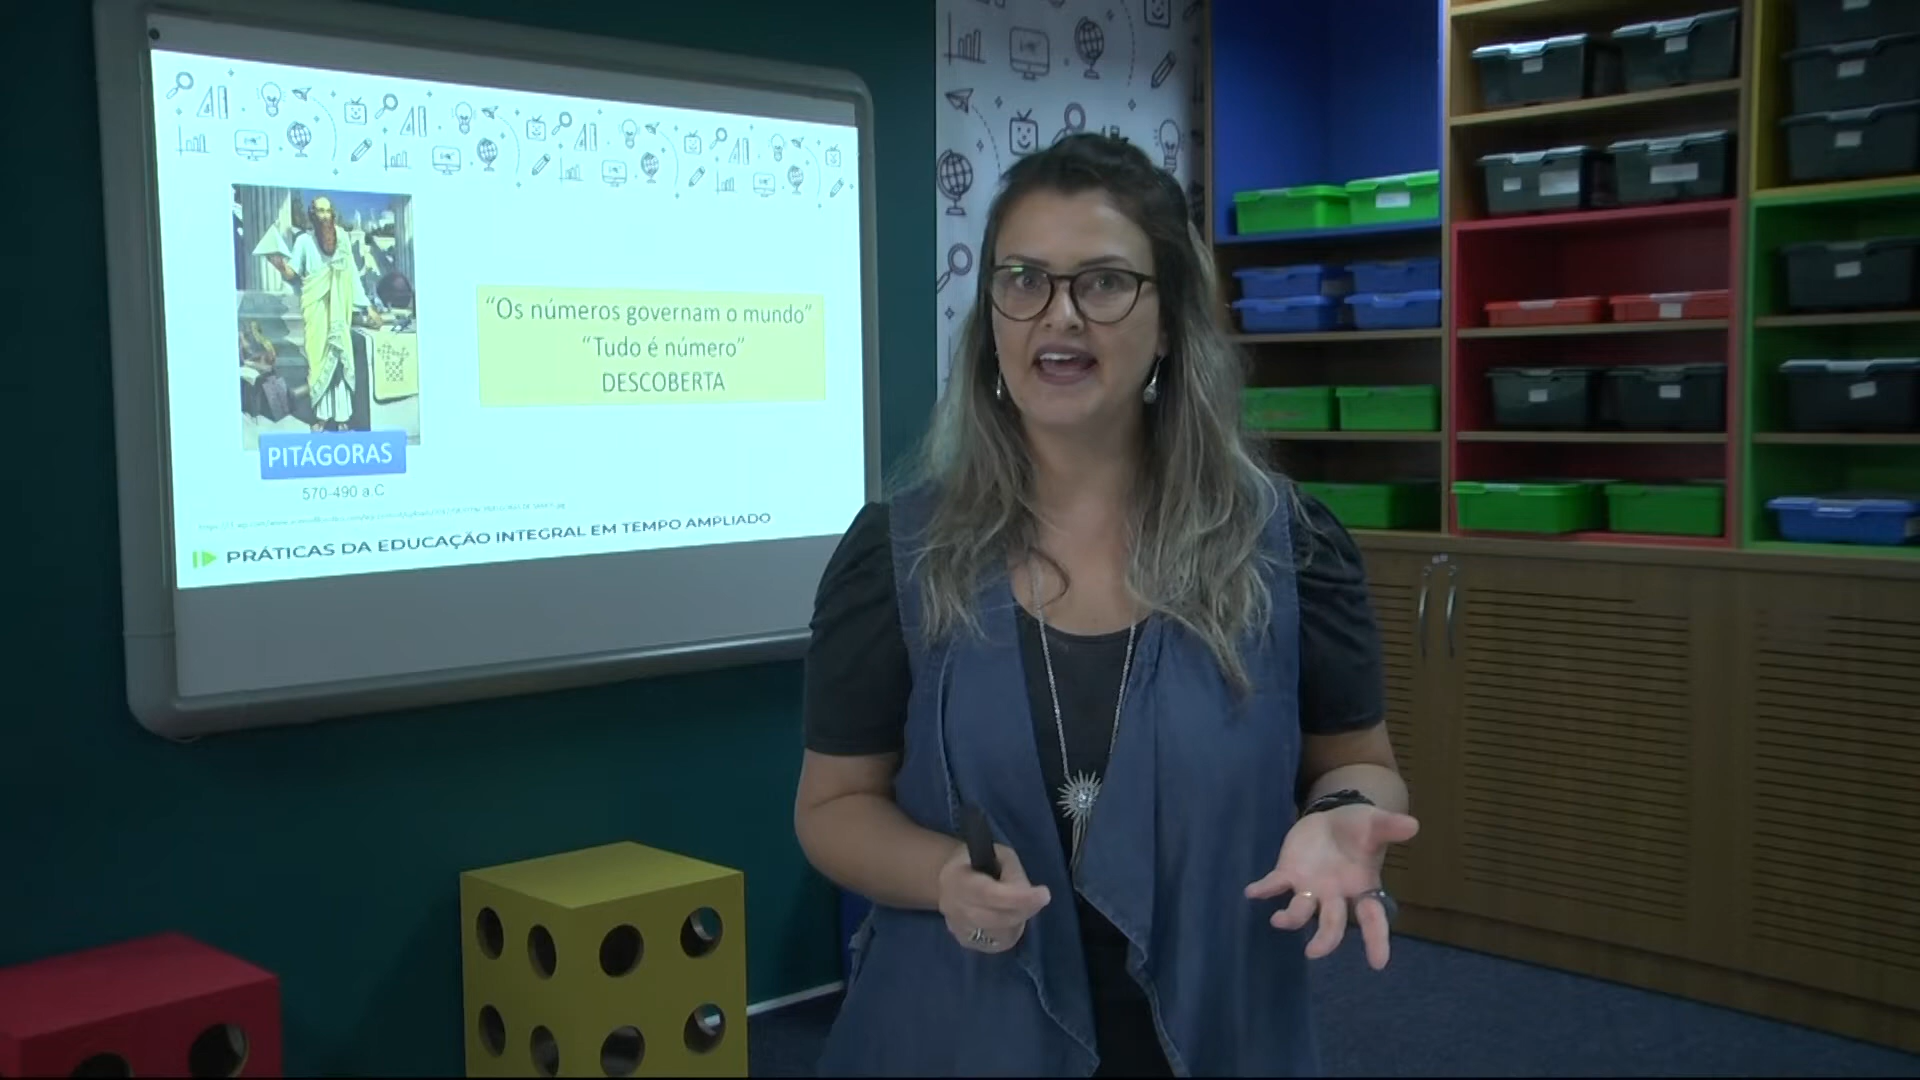 “Os números governam o mundo”
“Tudo é número”
DESCOBERTA
PITÁGORAS
570-490 a.C
PRÁTICAS DA EDUCAÇÃO INTEGRAL EM TEMPO AMPLIADO